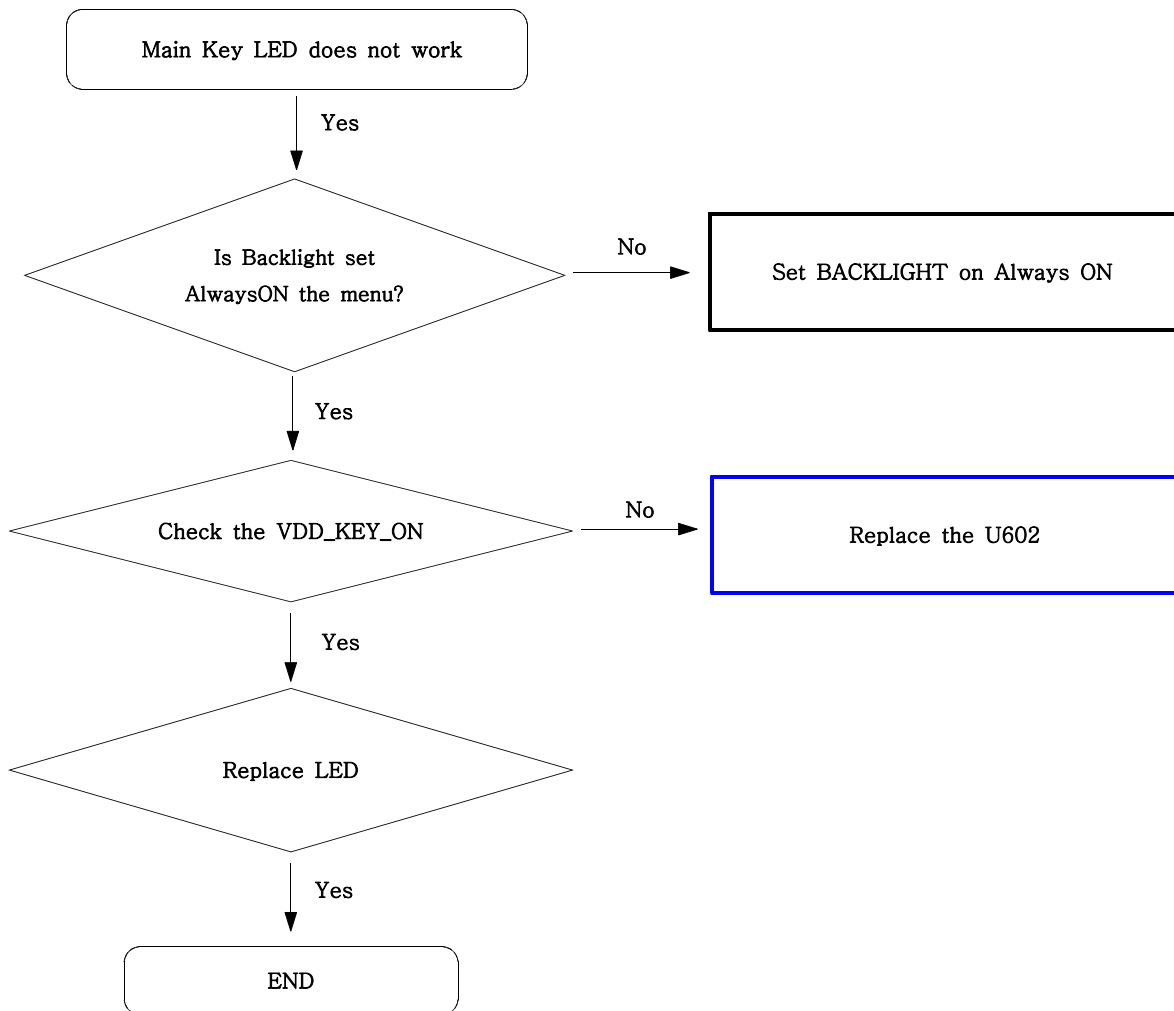 Main Key LED does not work
Yes
Is Backlight set
AlwaysON the menu?
No
Set BACKLIGHT on Always ON
Yes
Check the VDD_KEY_ON
No
Replace the U602
Yes
Replace LED
Yes
END